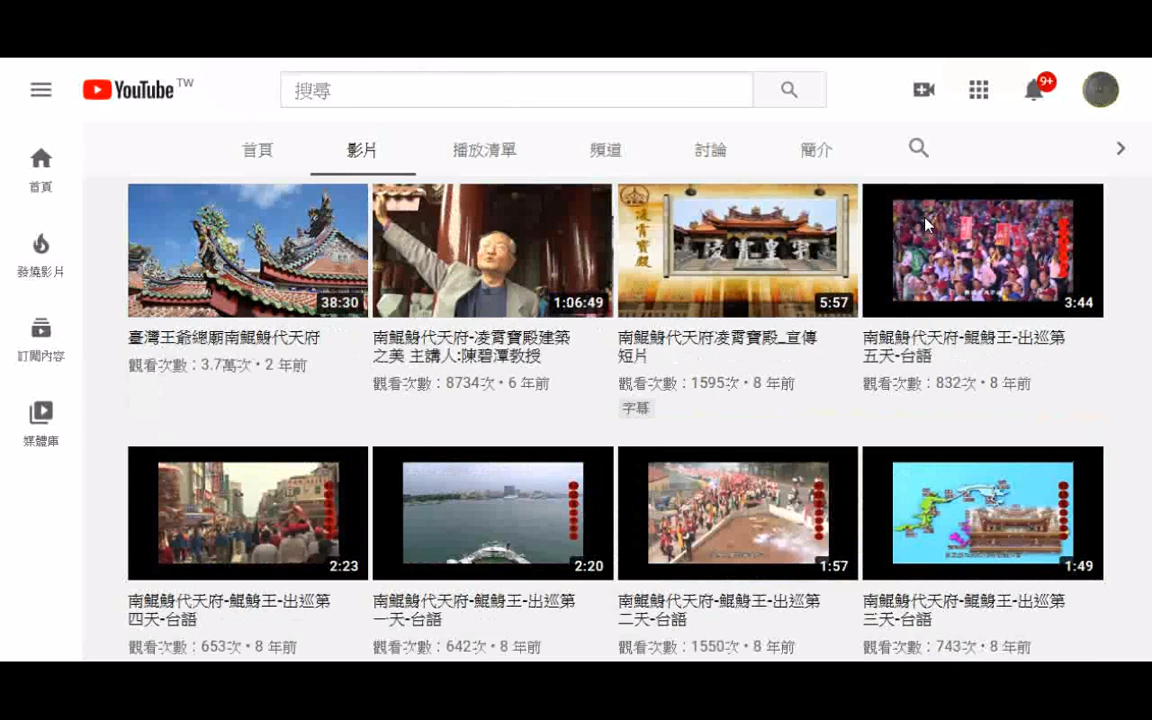 YouTube TW
搜尋
9+
首頁
影片
播放清單
頻道
討論
簡介
首頁
發燒影片
訂閱內容
媒體庫
38:30
1:06:49
凌霄寶殿
5:57
3:44
臺灣王爺總廟南鯤鯓代天府
觀看次數：3.7萬次 • 2 年前
南鯤鯓代天府-凌霄寶殿建築
之美 主講人:陳碧潭教授
觀看次數：8734次 • 6 年前
南鯤鯓代天府凌霄寶殿_宣傳
短片
觀看次數：1595次 • 8 年前
字幕
南鯤鯓代天府-鯤鯓王-出巡第
五天-台語
觀看次數：832次 • 8 年前
2:23
2:20
1:57
1:49
南鯤鯓代天府-鯤鯓王-出巡第
四天-台語
觀看次數：653次 • 8 年前
南鯤鯓代天府-鯤鯓王-出巡第
一天-台語
觀看次數：642次 • 8 年前
南鯤鯓代天府-鯤鯓王-出巡第
二天-台語
觀看次數：1550次 • 8 年前
南鯤鯓代天府-鯤鯓王-出巡第
三天-台語
觀看次數：743次 • 8 年前